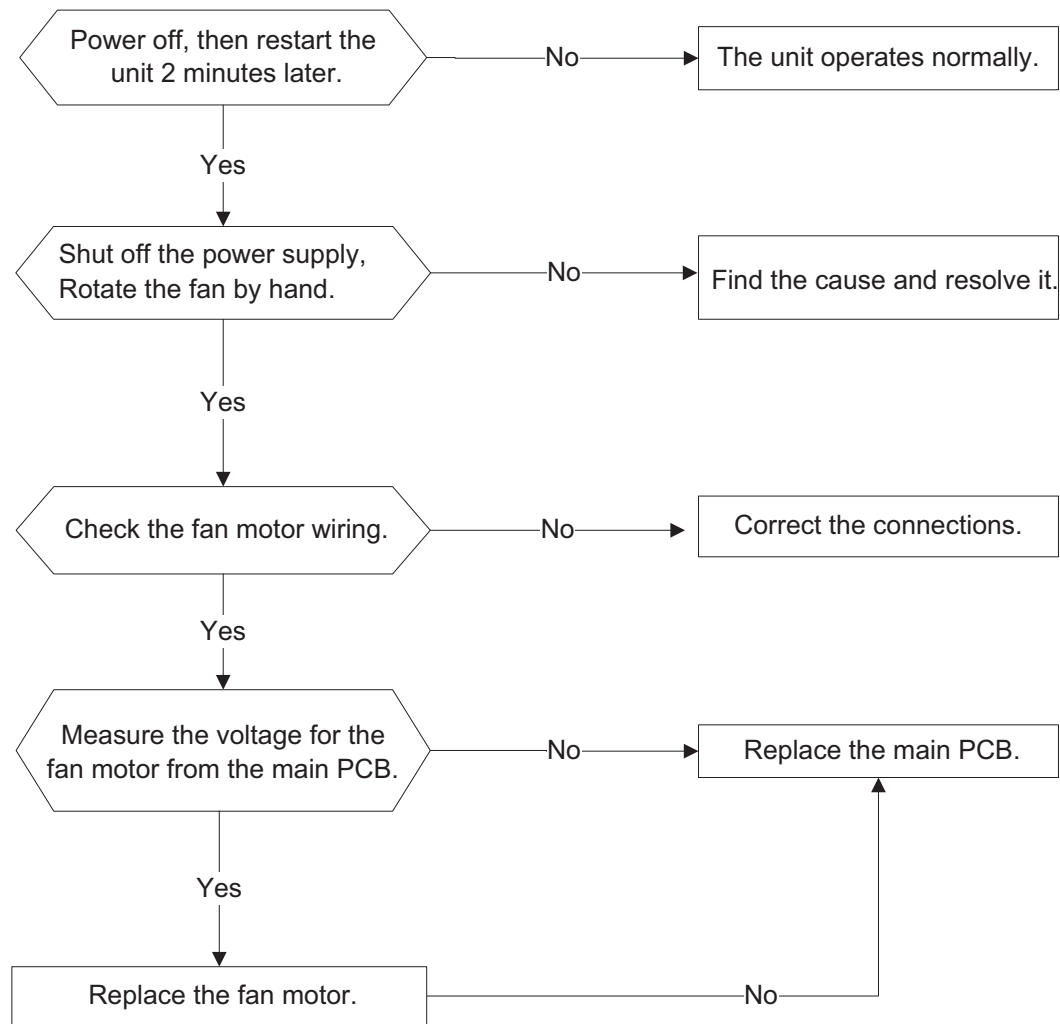 Power off, then restart the
unit 2 minutes later.
No
The unit operates normally.
Yes
Shut off the power supply,
Rotate the fan by hand.
No
Find the cause and resolve it.
Yes
Check the fan motor wiring.
No
Correct the connections.
Yes
Measure the voltage for the
fan motor from the main PCB.
No
Replace the main PCB.
Yes
Replace the fan motor.
No